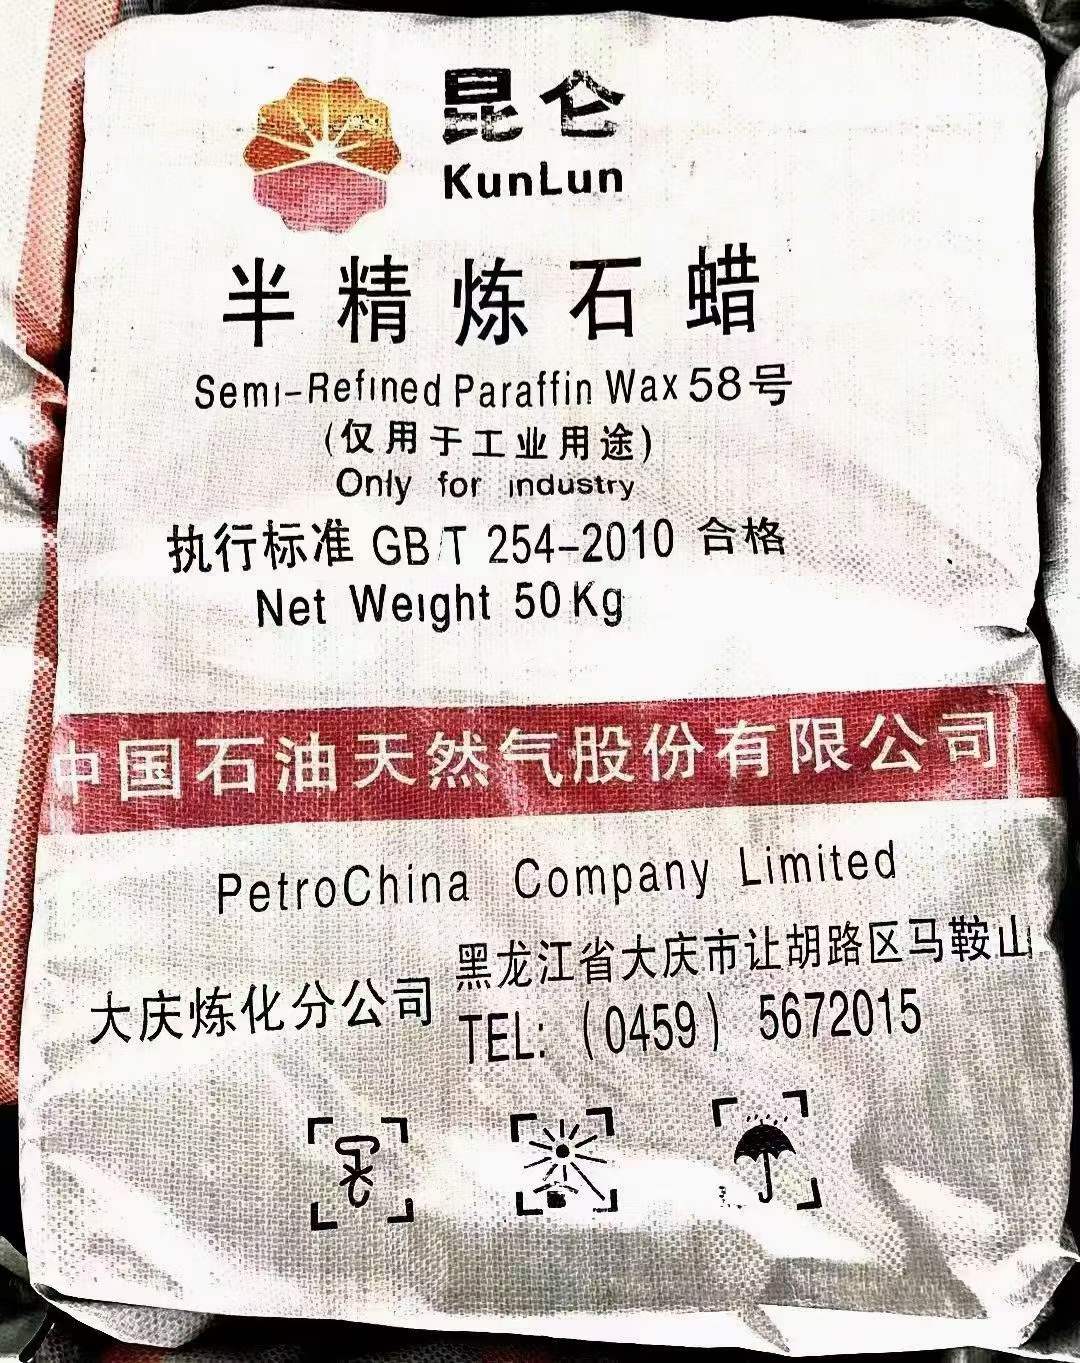 昆仑
KunLun
半精炼石蜡
Semi-Refined Paraffin Wax 58号
(仅用于工业用途)
Only for industry
执行标准 GB/T 254-2010 合格
Net Weight 50Kg
中国石油天然气股份有限公司
PetroChina Company Limited
大庆炼化分公司
黑龙江省大庆市让胡路区马鞍山
TEL: (0459) 5672015